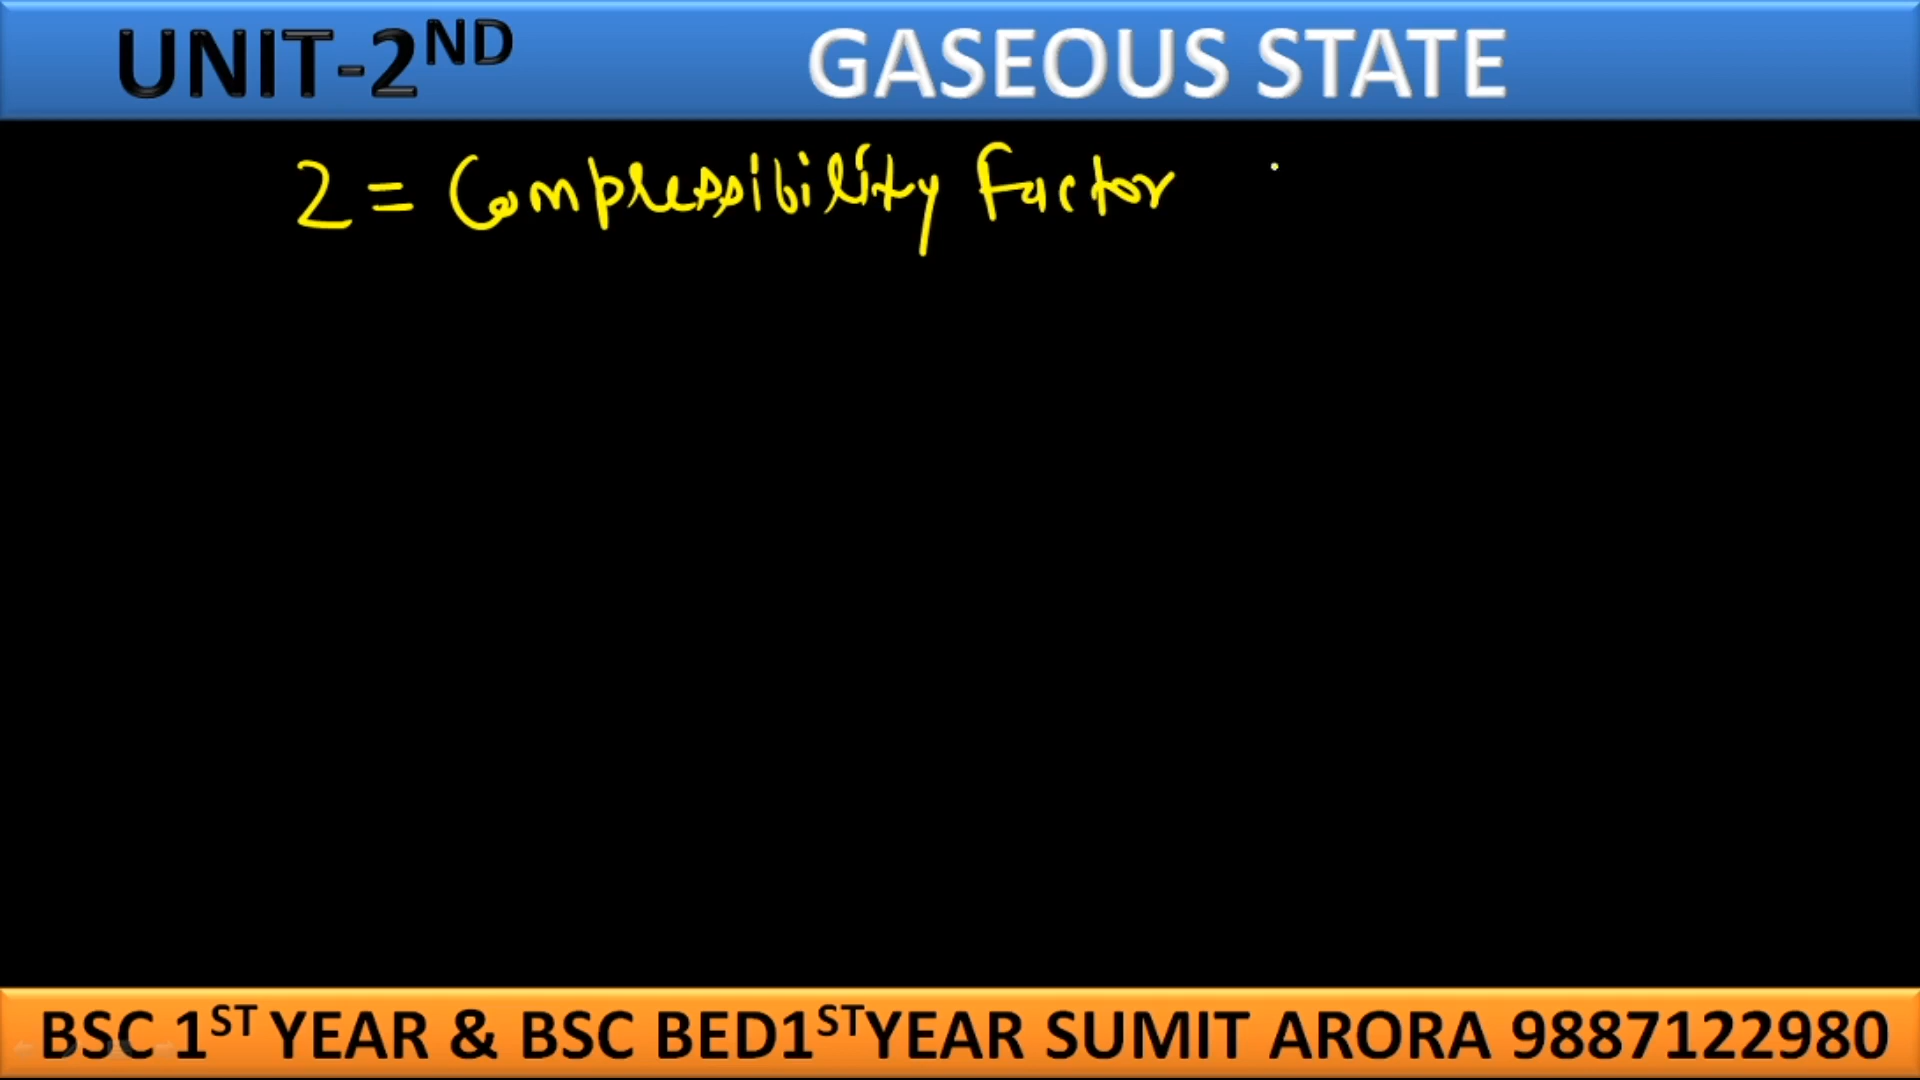 UNIT-2ND GASEOUS STATE
Z = Compressibility Factor
BSC 1ST YEAR & BSC BED1STYEAR SUMIT ARORA 9887122980